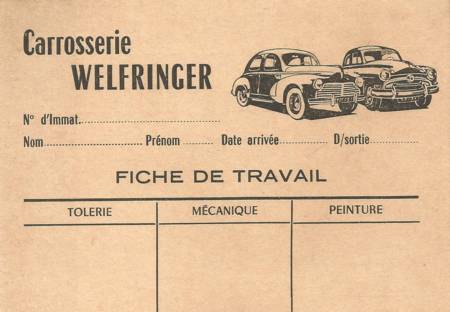 Carrosserie
WELFRINGER
N° d'Immat.
Nom Prénom Date arrivée D/sortie
FICHE DE TRAVAIL
TOLERIE MÉCANIQUE PEINTURE